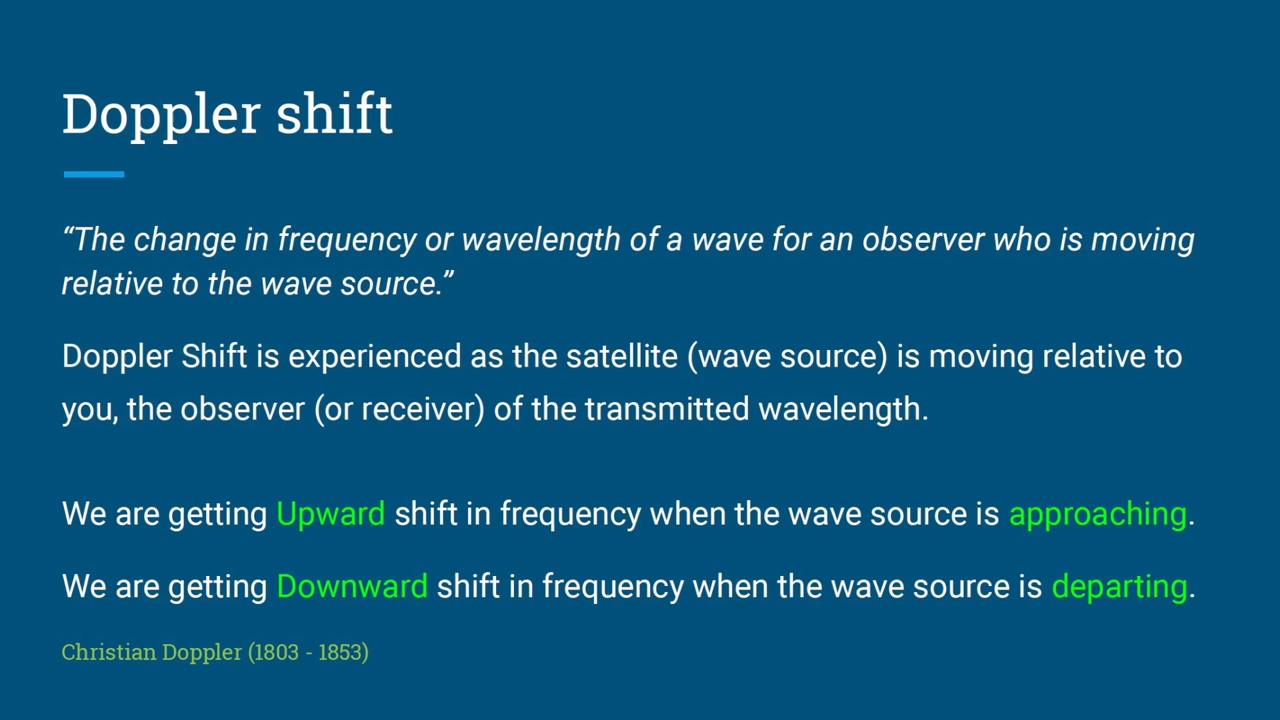 Doppler shift
“The change in frequency or wavelength of a wave for an observer who is moving
relative to the wave source.”
Doppler Shift is experienced as the satellite (wave source) is moving relative to
you, the observer (or receiver) of the transmitted wavelength.
We are getting Upward shift in frequency when the wave source is approaching.
We are getting Downward shift in frequency when the wave source is departing.
Christian Doppler (1803 - 1853)